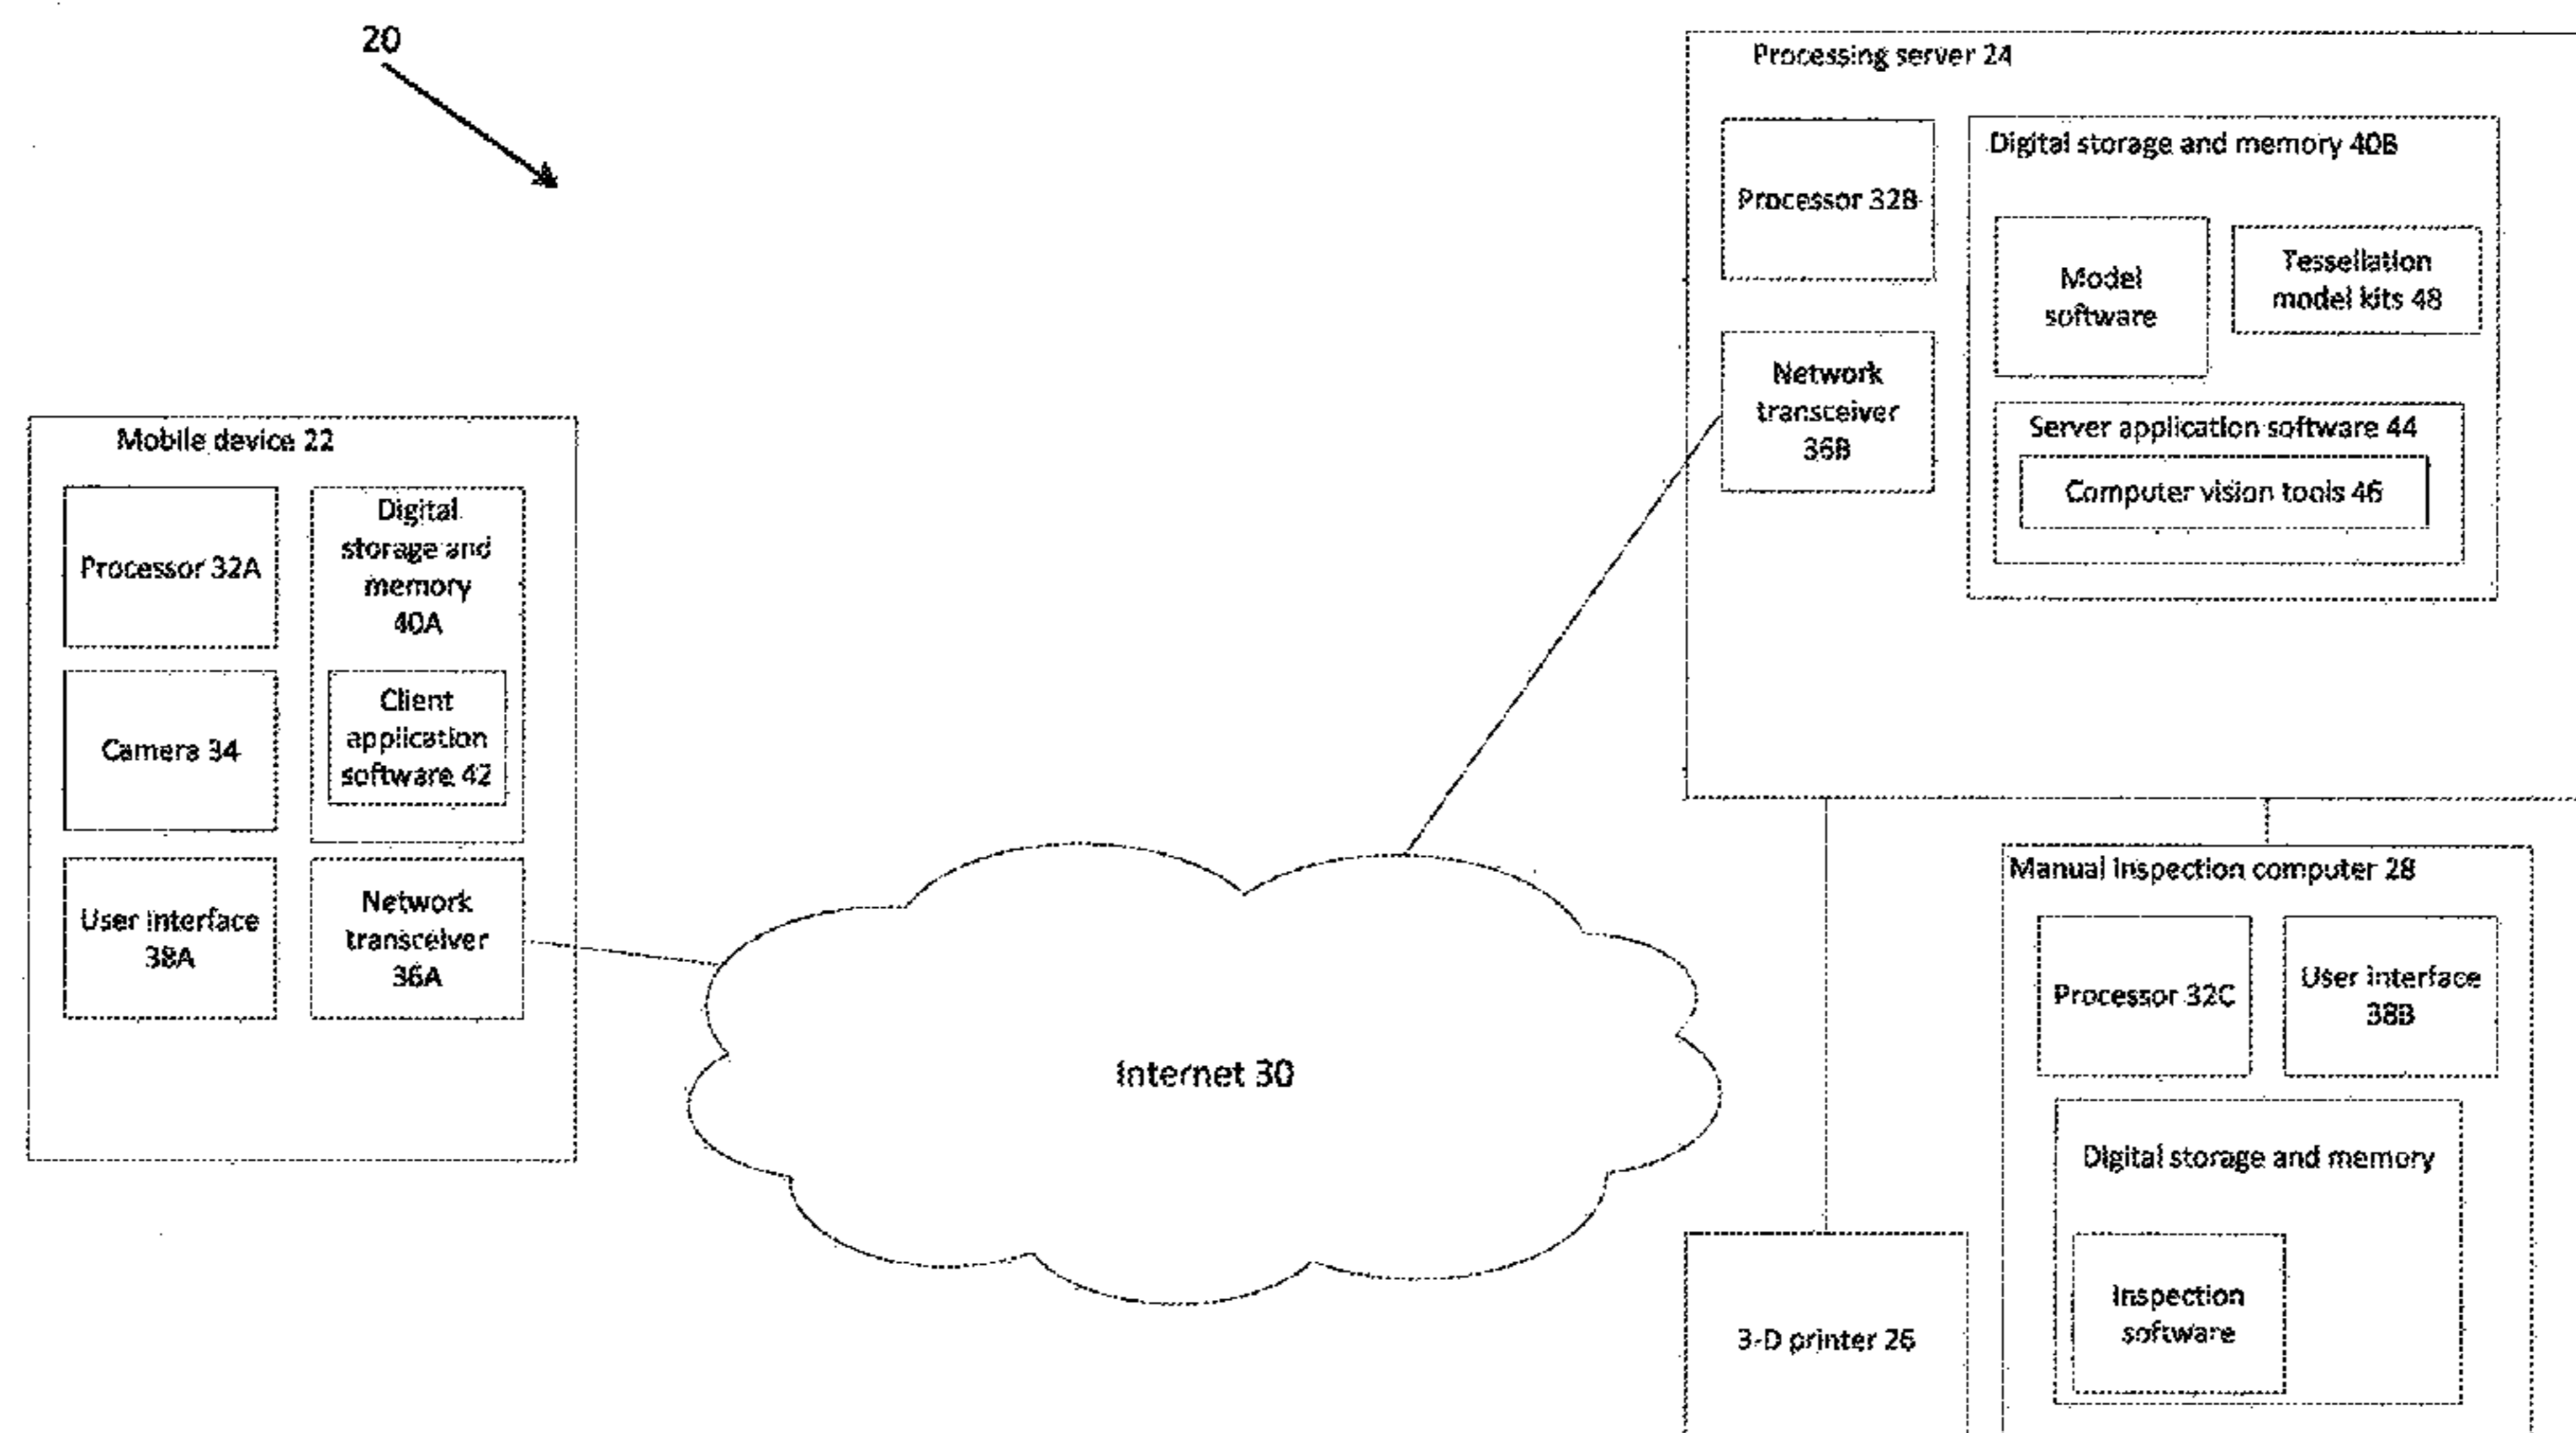 20
Processing server 24
Processor 32B
Digital storage and memory 40B
Model
software
Tessellation
model kits 48
Network
transceiver
36B
Server application software 44
Computer vision tools 46
Mobile device 22
Processor 32A
Digital
storage and
memory
40A
Camera 34
Client
application
software 42
User interface
38A
Network
transceiver
36A
Internet 30
Manual inspection computer 28
Processor 32C
User interface
38B
Digital storage and memory
Inspection
software
3-D printer 26